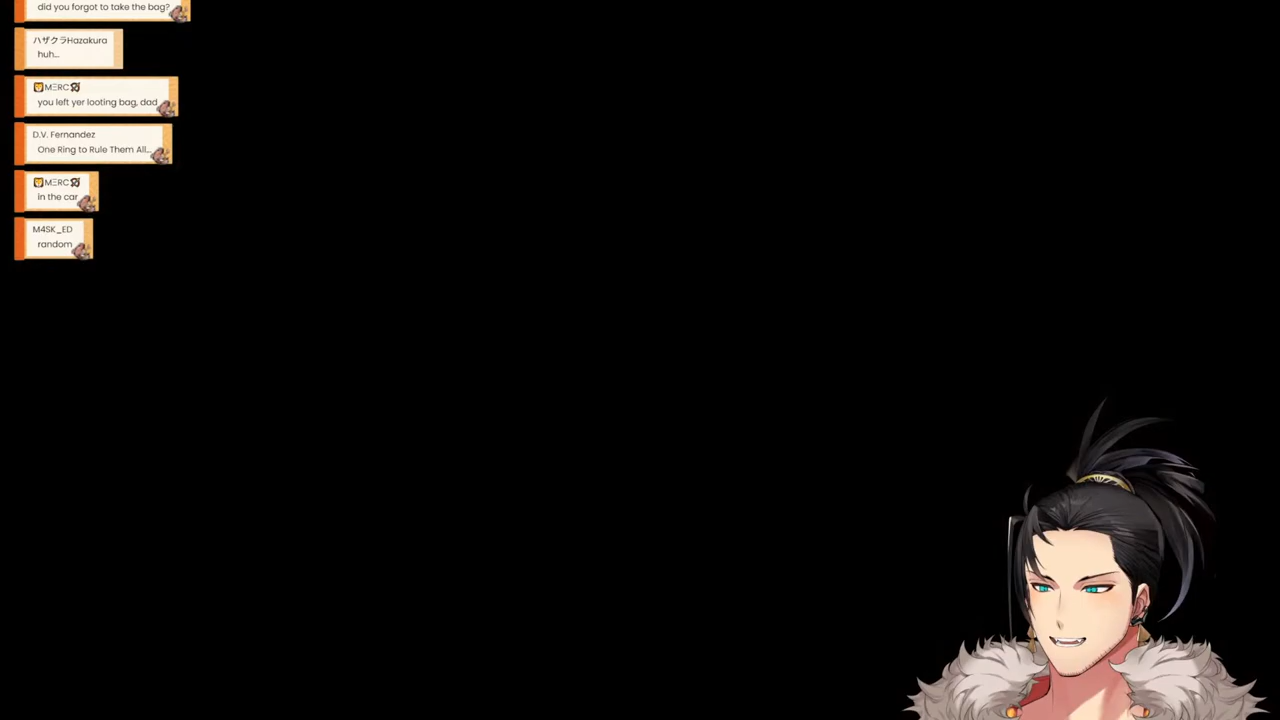 did you forgot to take the bag?
ハザクラHazakura
huh...
MΞRC
you left yer looting bag, dad
D.V. Fernandez
One Ring to Rule Them All...
MΞRC
in the car
M4SK_ED
random